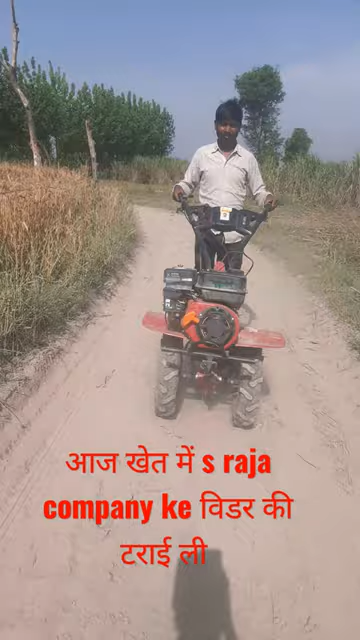 आज खेत में s raja
company ke विडर की
टराई ली